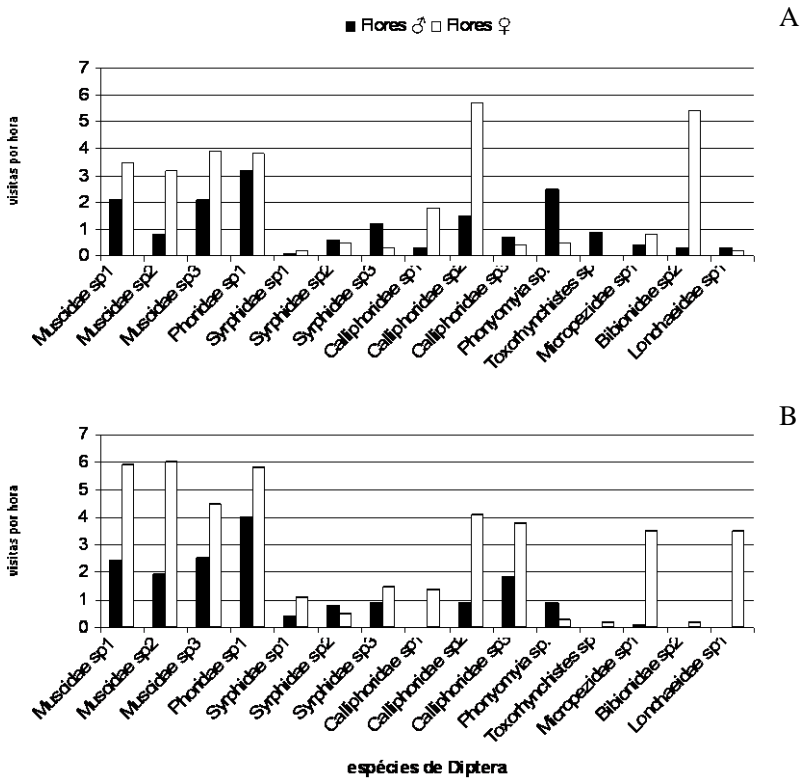 A
■ Flores ♂ □ Flores ♀
visitas por hora
7
6
5
4
3
2
1
0
Muscidae sp1
Muscidae sp2
Muscidae sp3
Phoridae sp1
Syrphidae sp1
Syrphidae sp2
Syrphidae sp3
Calliphoridae sp1
Calliphoridae sp2
Calliphoridae sp3
Phonyomyia sp.
Toxorhynchistes sp
Micropezidae sp1
Bibionidae sp2
Lonchaeidae sp1
B
visitas por hora
7
6
5
4
3
2
1
0
Muscidae sp1
Muscidae sp2
Muscidae sp3
Phoridae sp1
Syrphidae sp1
Syrphidae sp2
Syrphidae sp3
Calliphoridae sp1
Calliphoridae sp2
Calliphoridae sp3
Phonyomyia sp.
Toxorhynchistes sp
Micropezidae sp1
Bibionidae sp2
Lonchaeidae sp1
espécies de Diptera